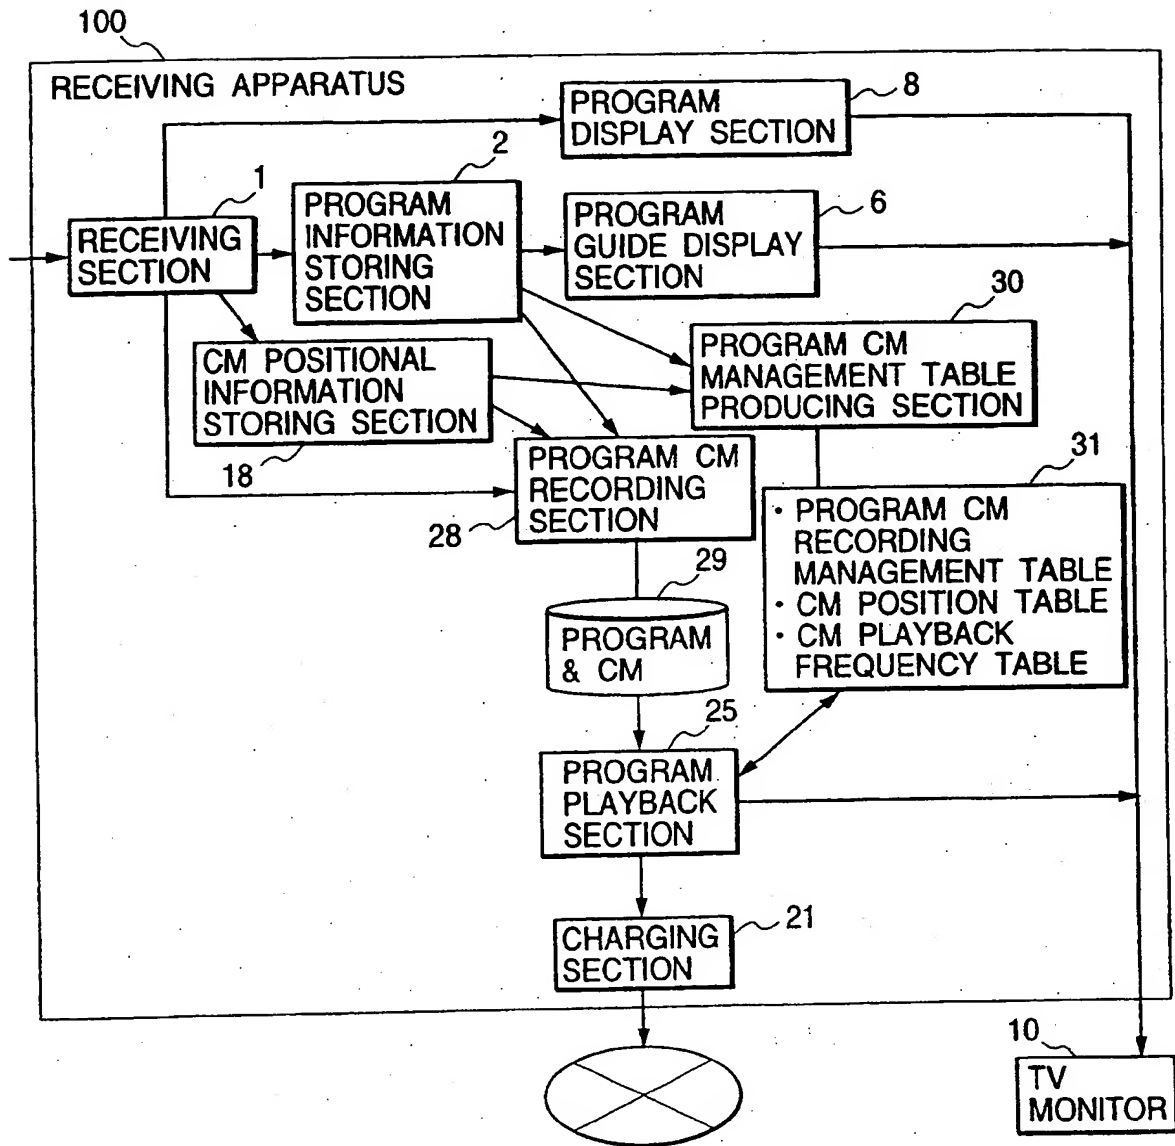 100
RECEIVING APPARATUS
8
PROGRAM
DISPLAY SECTION
2
PROGRAM
INFORMATION
STORING
SECTION
1
RECEIVING
SECTION
6
PROGRAM
GUIDE DISPLAY
SECTION
30
PROGRAM CM
MANAGEMENT TABLE
PRODUCING SECTION
CM POSITIONAL
INFORMATION
STORING SECTION
18
PROGRAM CM
RECORDING
SECTION
28
31
· PROGRAM CM
RECORDING
MANAGEMENT TABLE
· CM POSITION TABLE
· CM PLAYBACK
FREQUENCY TABLE
29
PROGRAM
& CM
25
PROGRAM
PLAYBACK
SECTION
21
CHARGING
SECTION
10
TV
MONITOR